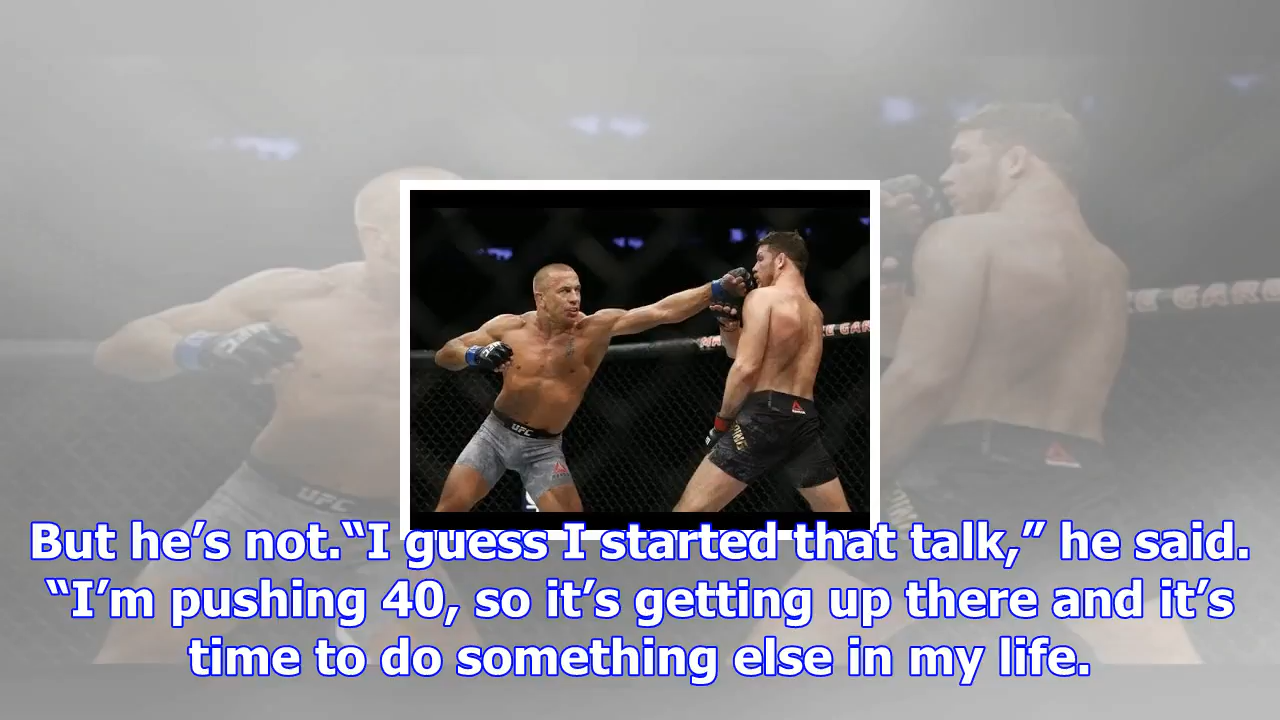 UFC
But he’s not.“I guess I started that talk,” he said.
“I’m pushing 40, so it’s getting up there and it’s
time to do something else in my life.